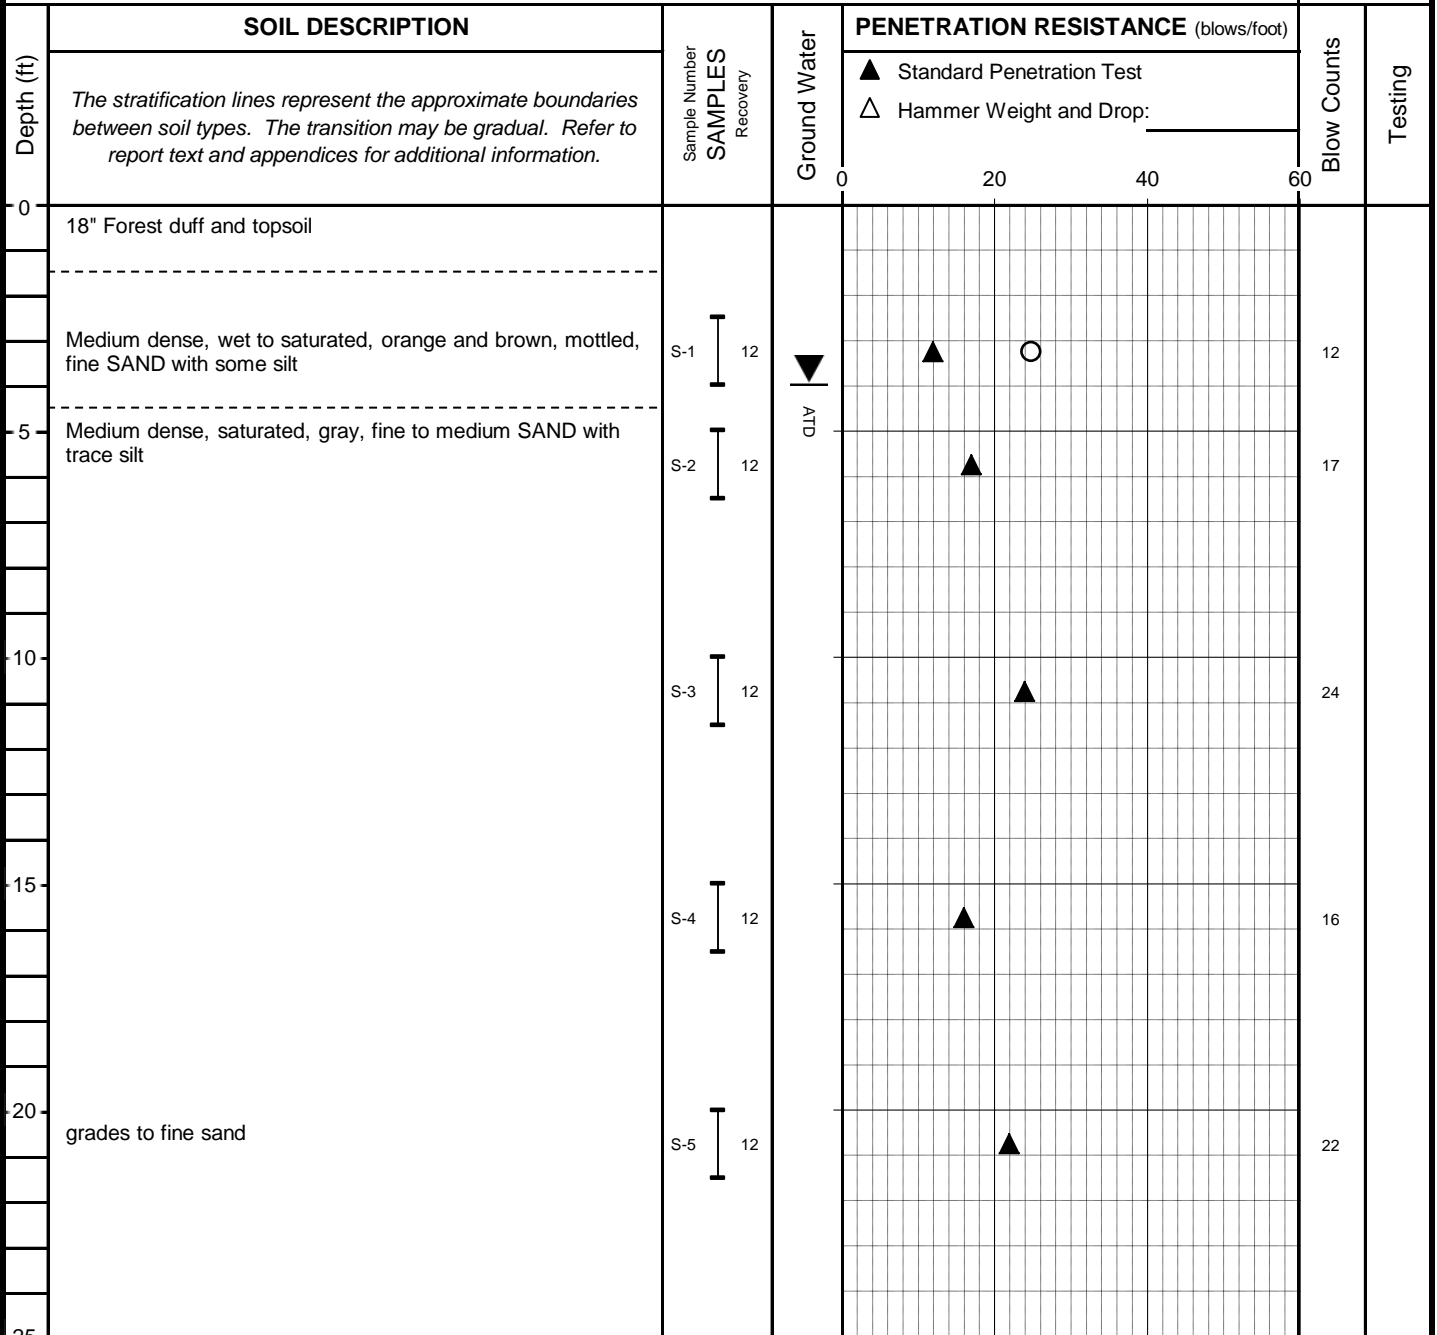 SOIL DESCRIPTION
PENETRATION RESISTANCE (blows/foot)
Depth (ft)
The stratification lines represent the approximate boundaries
between soil types. The transition may be gradual. Refer to
report text and appendices for additional information.
Sample Number
SAMPLES
Recovery
Ground Water
▲ Standard Penetration Test
△ Hammer Weight and Drop:
Blow Counts
Testing
0 20 40 60
0
18" Forest duff and topsoil
Medium dense, wet to saturated, orange and brown, mottled,
fine SAND with some silt
S-1 12 12
ATD
5
Medium dense, saturated, gray, fine to medium SAND with
trace silt
S-2 12 17
10
S-3 12 24
15
S-4 12 16
20
grades to fine sand
S-5 12 22